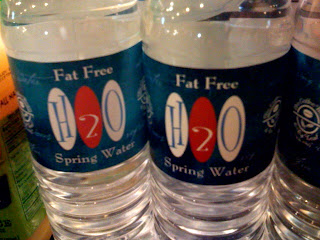 Fat Free
H2O
Spring Water
Fat Free
H2O
Spring Water